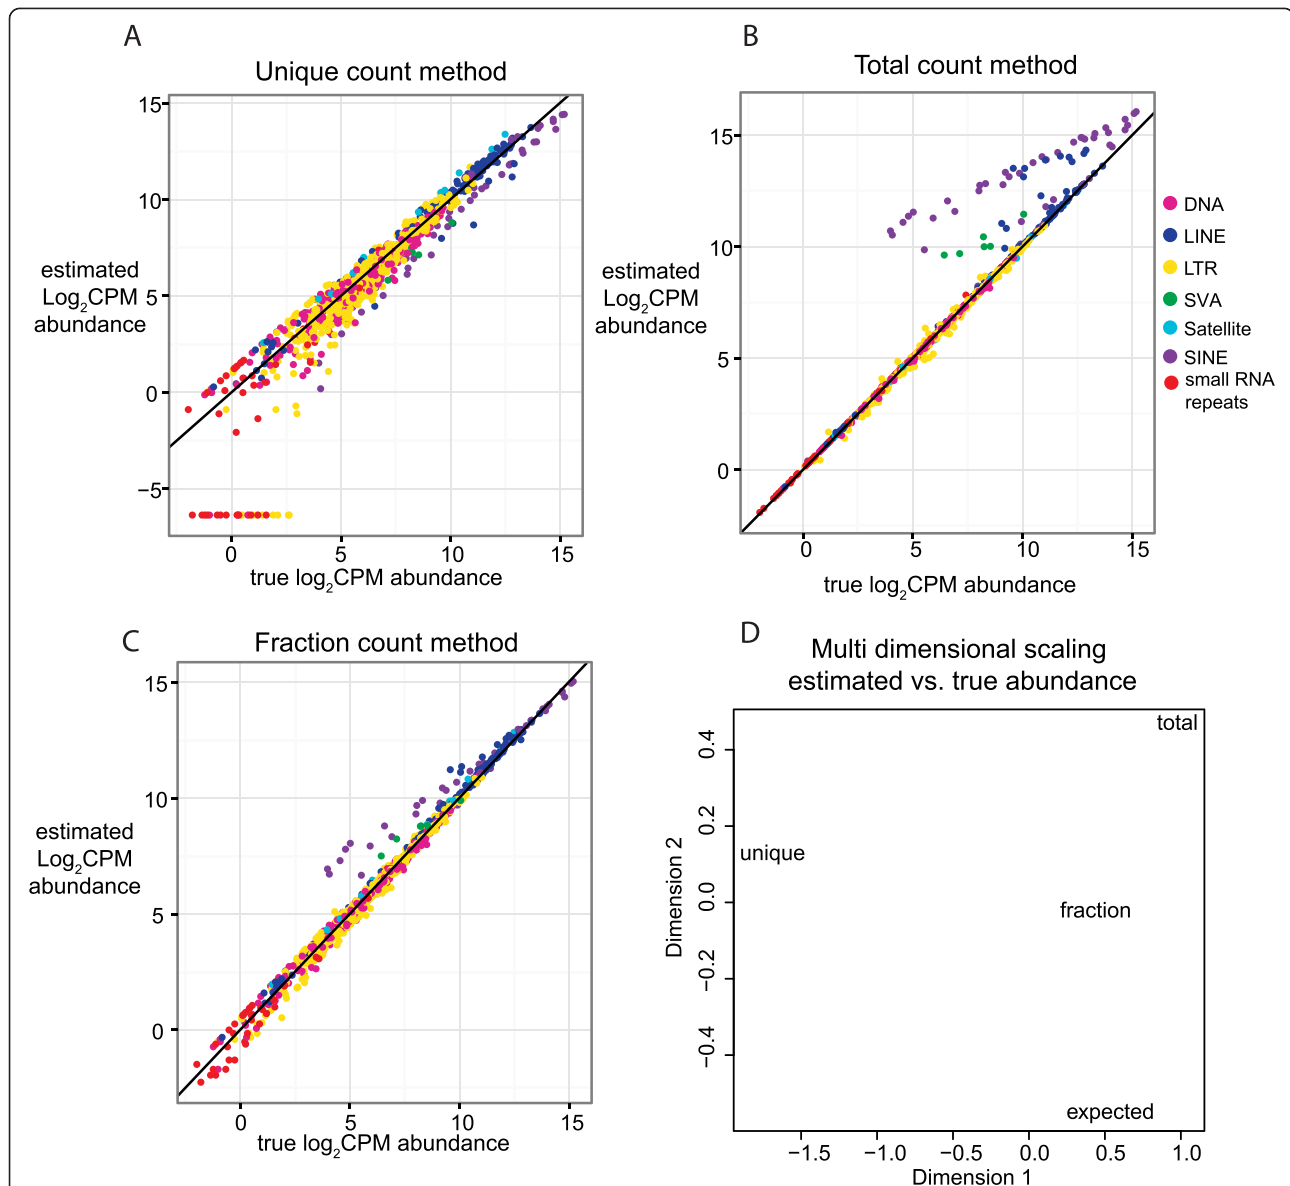 A
Unique count method
15
10
5
0
−5
estimated
Log2CPM
abundance
0 5 10 15
true log2CPM abundance
B
Total count method
15
10
5
0
estimated
Log2CPM
abundance
0 5 10 15
true log2CPM abundance
DNA
LINE
LTR
SVA
Satellite
SINE
small RNA
repeats
C
Fraction count method
15
10
5
0
estimated
Log2CPM
abundance
0 5 10 15
true log2CPM abundance
D
Multi dimensional scaling
estimated vs. true abundance
total
unique
fraction
expected
0.4
0.2
0.0
−0.2
−0.4
Dimension 2
−1.5 −1.0 −0.5 0.0 0.5 1.0
Dimension 1